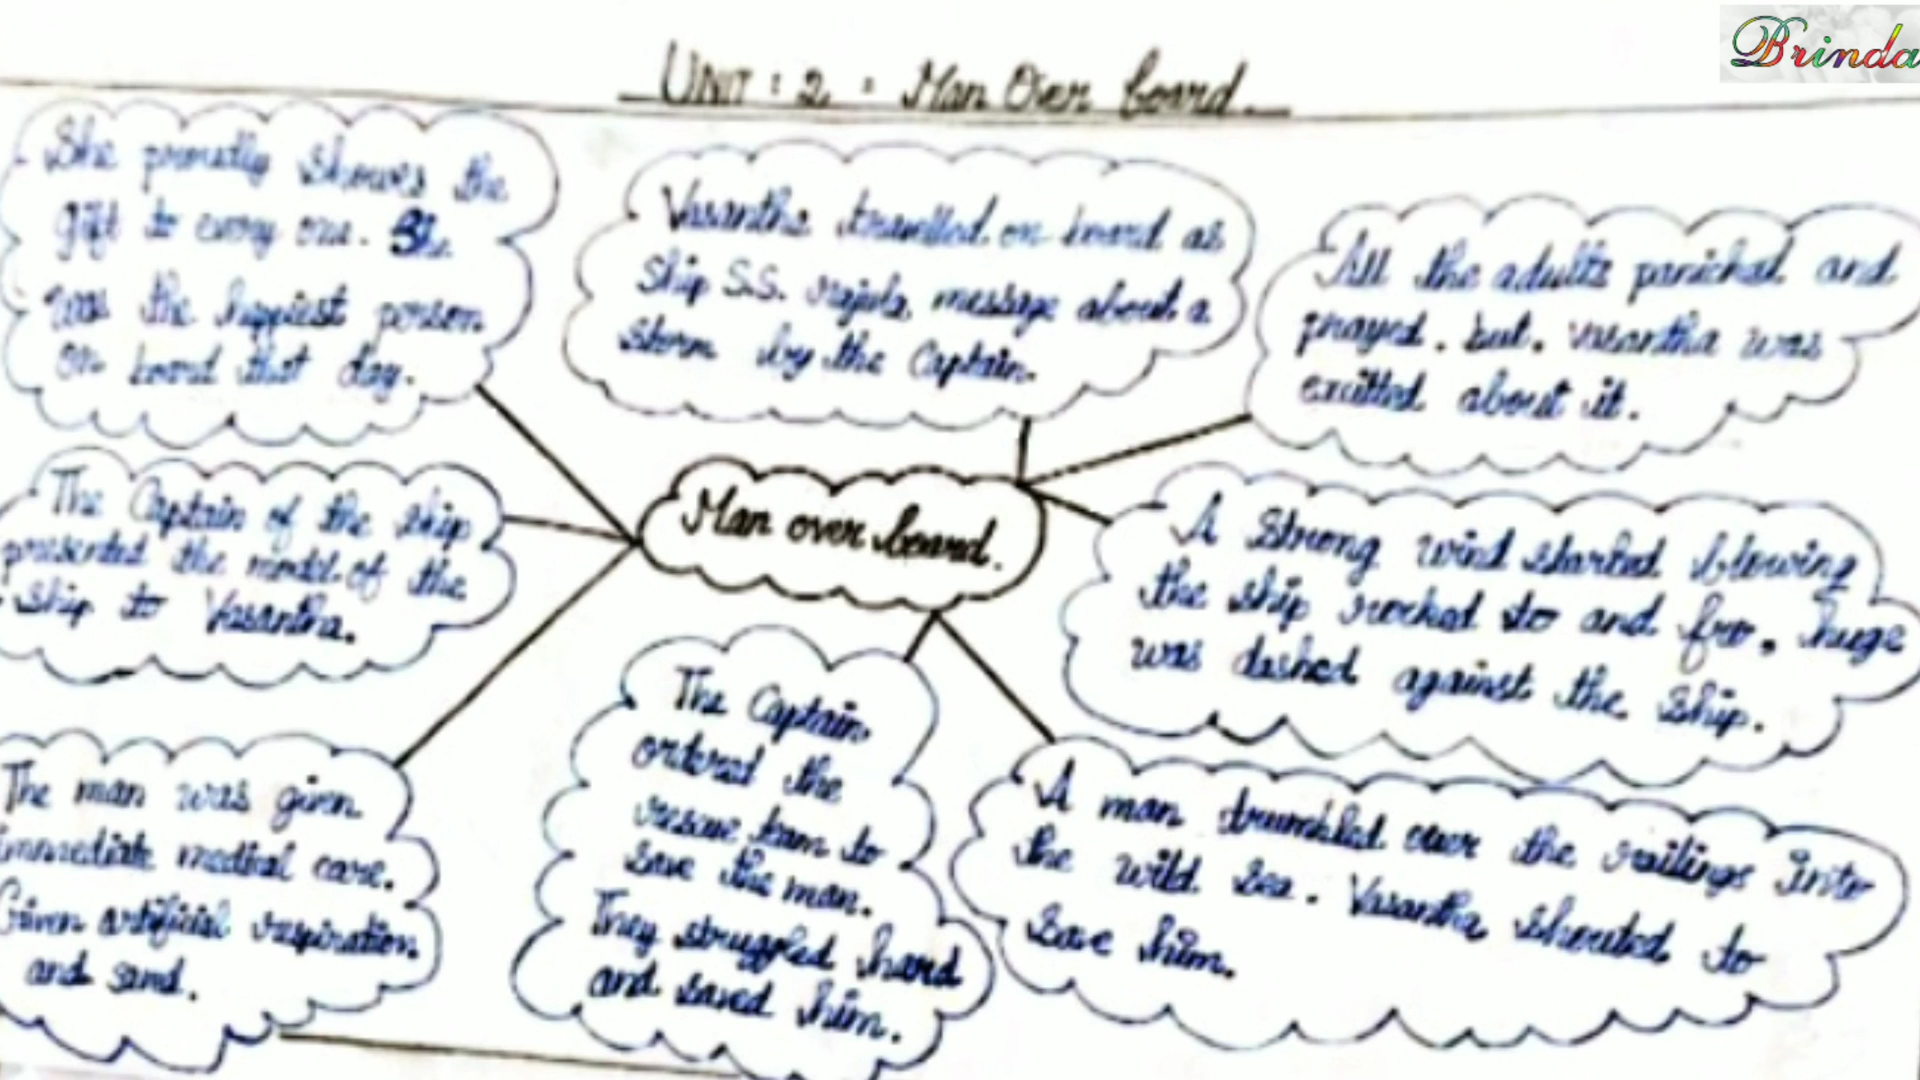 Brinda
UNIT : 2 : Man Over board.
She proudly shows the
gift to every one. She
was the happiest person
on board that day.
Vasantha travelled on board as
ship S.S. rajula, message about a
storm by the Captain.
All the adults panicked and
prayed. but. vasantha was
excitted about it.
Man over board.
The Captain of the ship
presented the model of the
ship to Vasantha.
A Strong wind started blowing
the ship rocked to and fro, huge
was dashed against the ship.
The man was given
immediate medical care.
Given artificial respiration
and
The Captain
ordered the
rescue team to
save the man.
They struggled hard
and saved him.
A man over the railings into
the wild sea. Vasantha shouted to
save him.